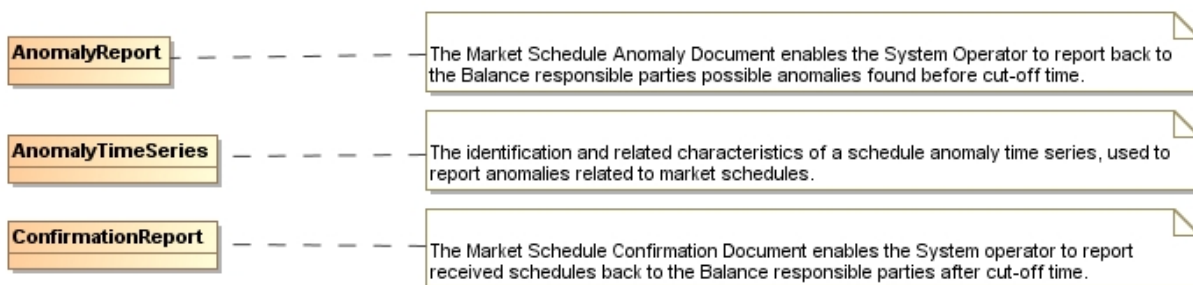 AnomalyReport
The Market Schedule Anomaly Document enables the System Operator to report back to
the Balance responsible parties possible anomalies found before cut-off time.
AnomalyTimeSeries
The identification and related characteristics of a schedule anomaly time series, used to
report anomalies related to market schedules.
ConfirmationReport
The Market Schedule Confirmation Document enables the System operator to report
received schedules back to the Balance responsible parties after cut-off time.